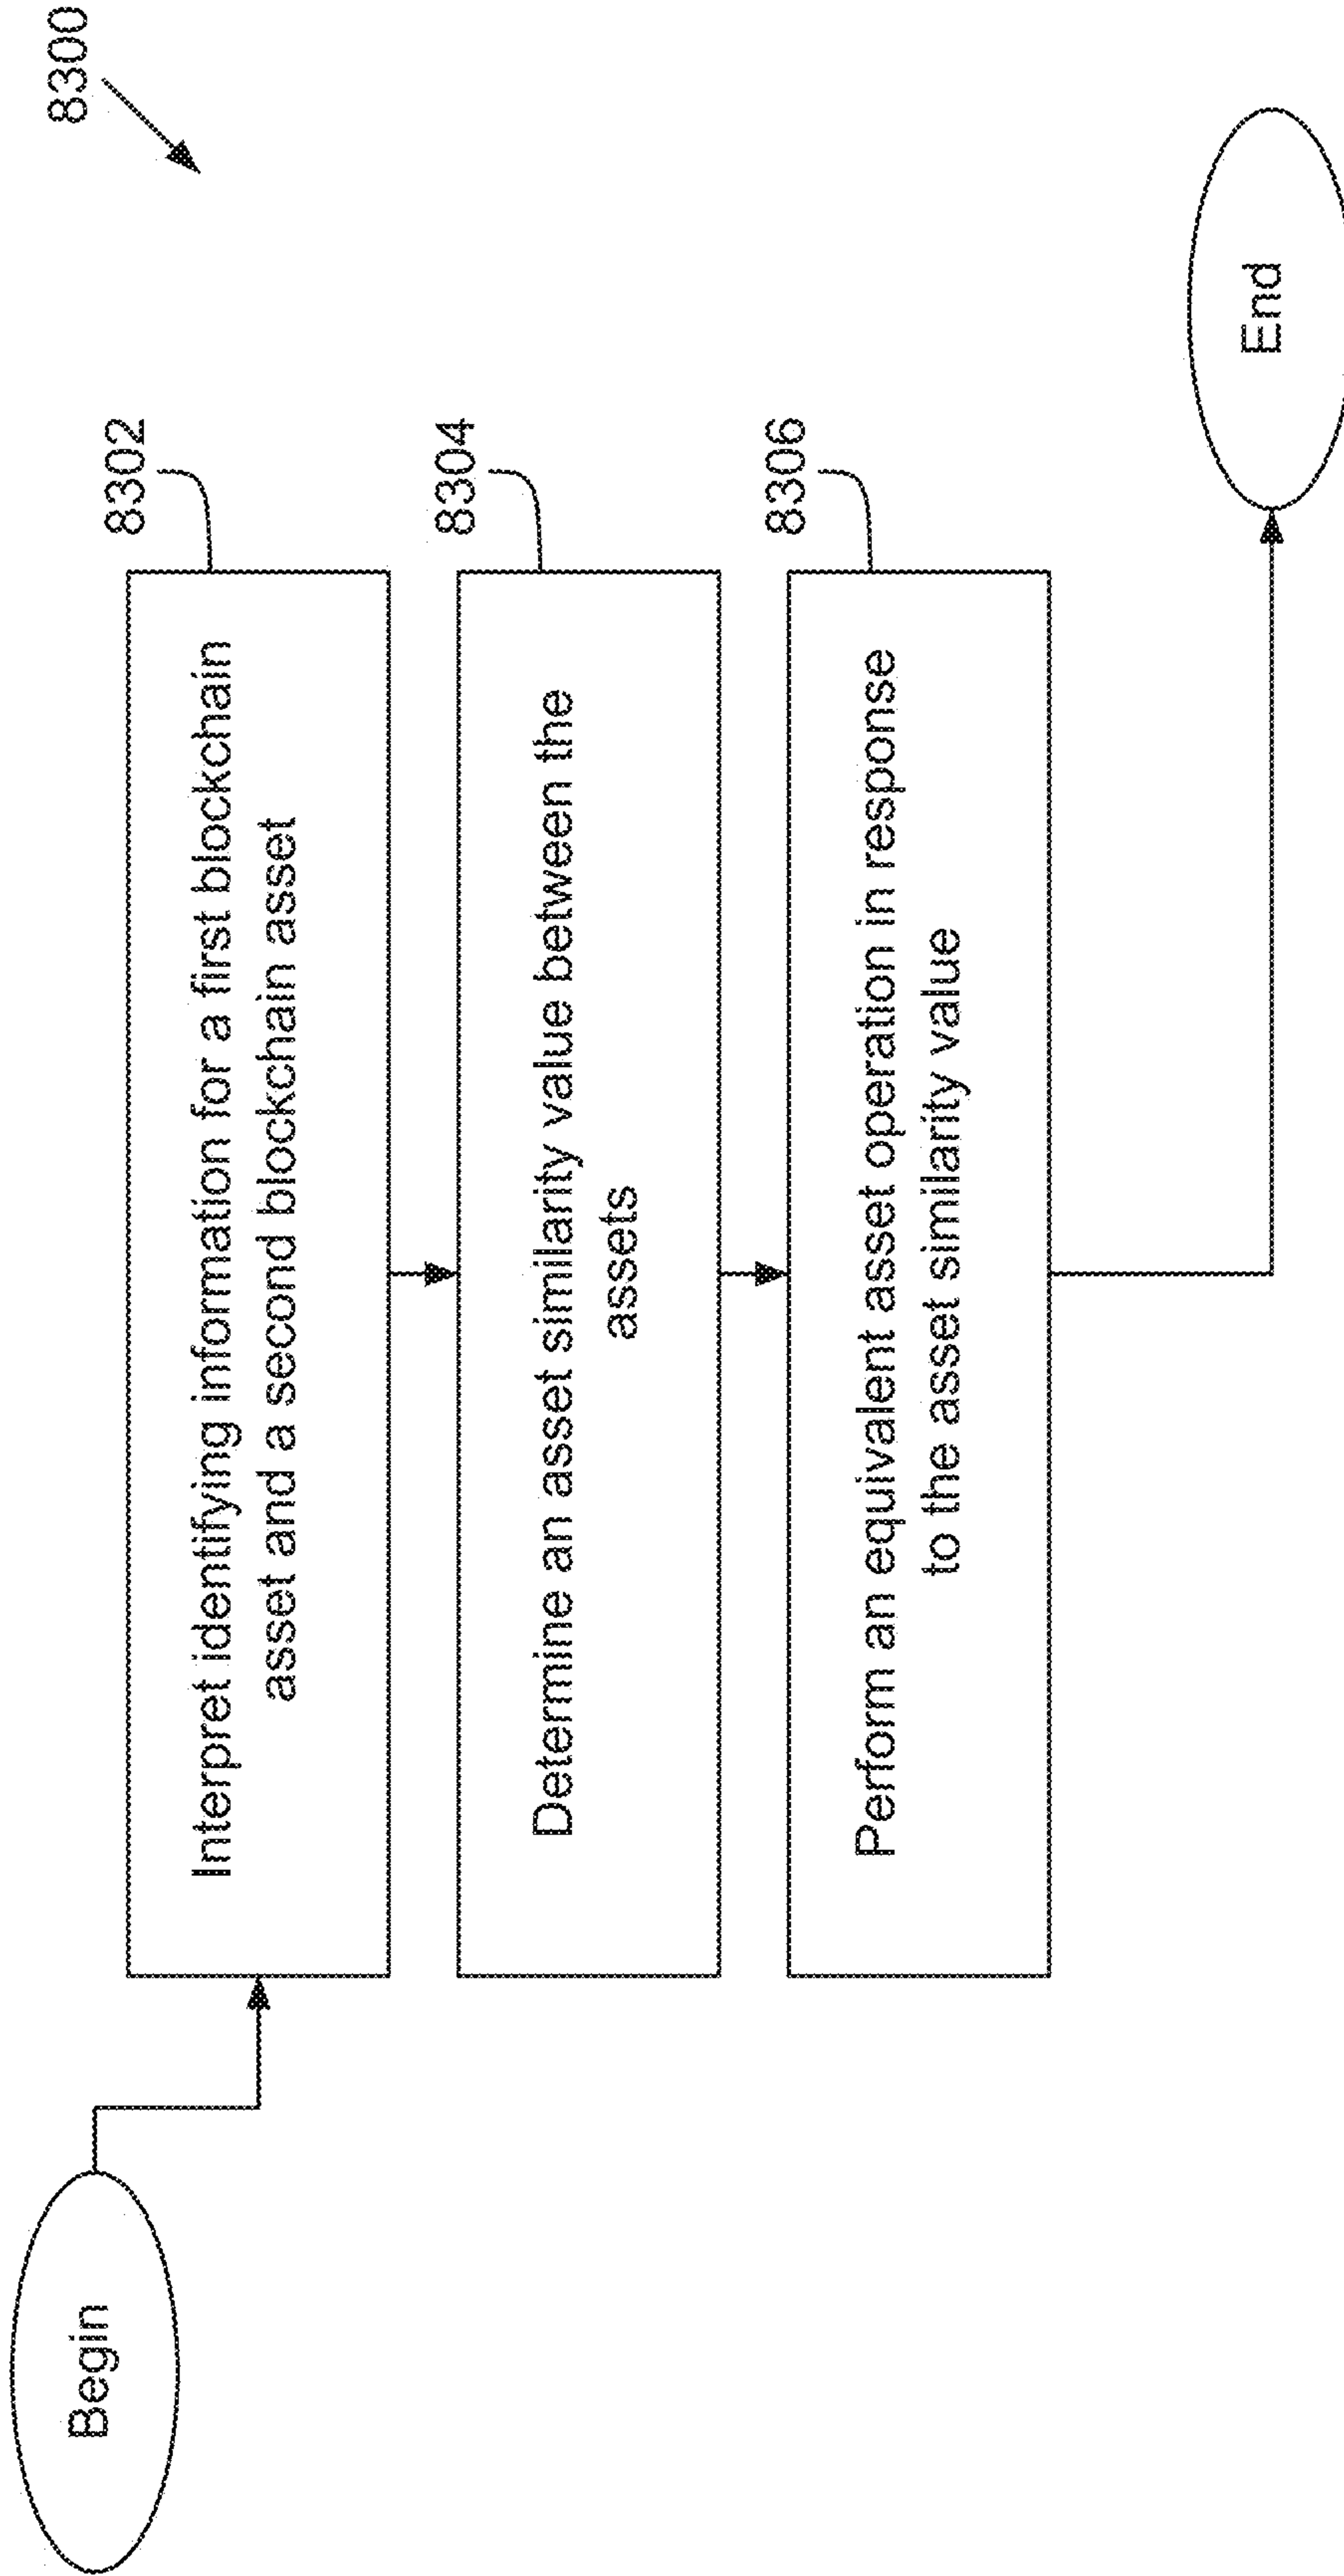 8300
Begin
8302
Interpret identifying information for a first blockchain
asset and a second blockchain asset
8304
Determine an asset similarity value between the
assets
8306
Perform an equivalent asset operation in response
to the asset similarity value
End